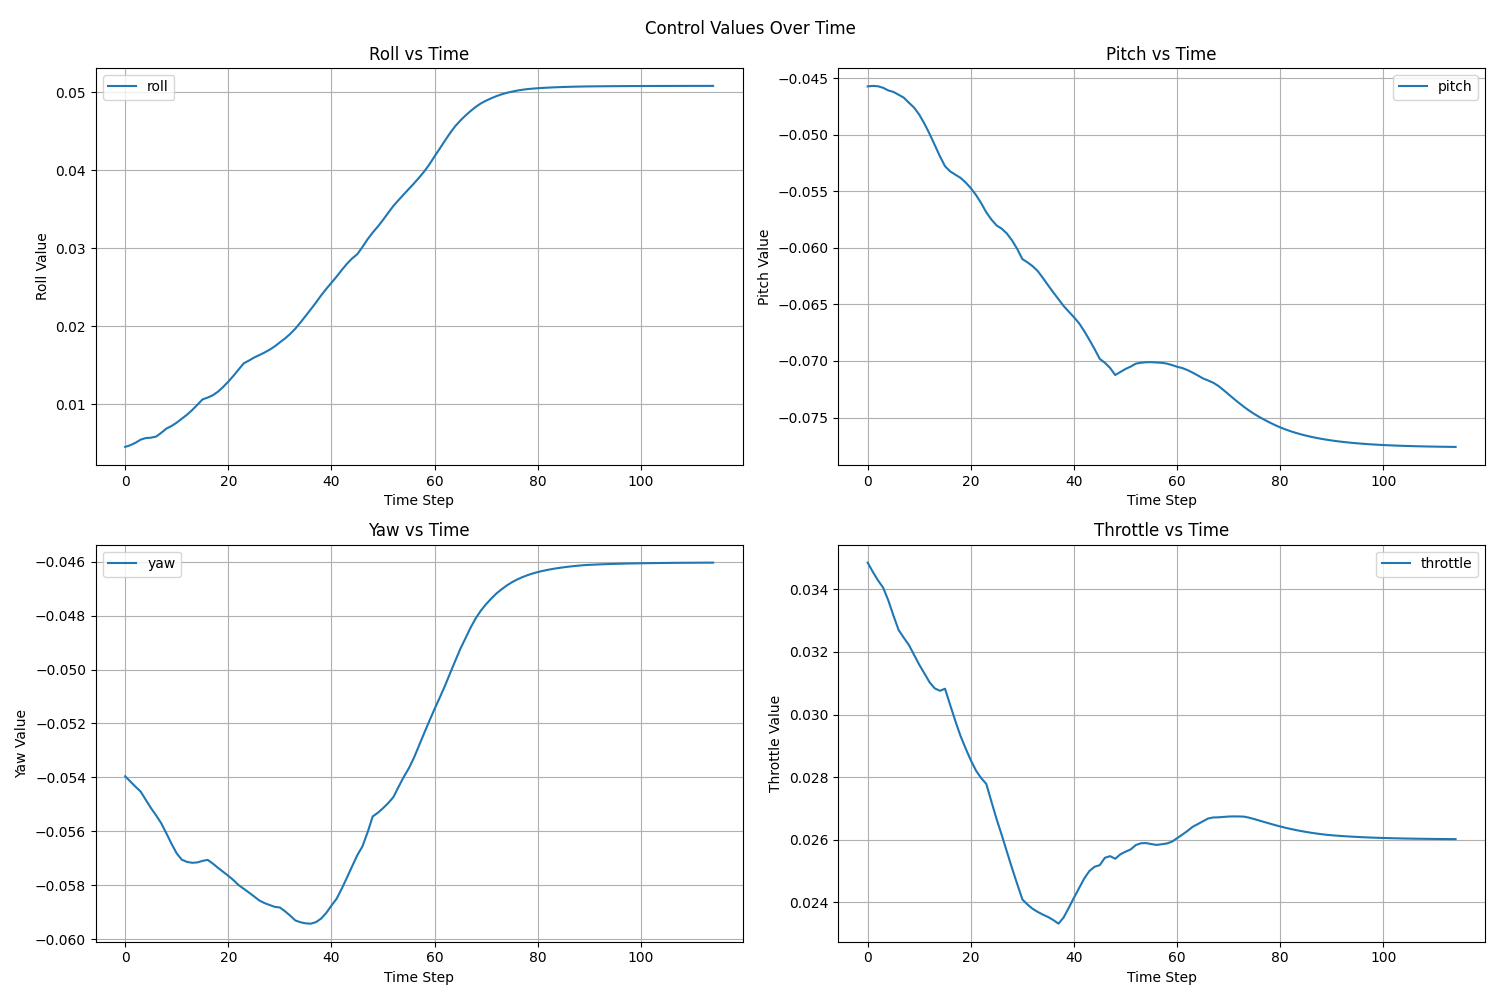 Control Values Over Time
Roll vs Time
roll
0.05
0.04
0.03
0.02
0.01
Roll Value
0 20 40 60 80 100
Time Step
Pitch vs Time
pitch
−0.045
−0.050
−0.055
−0.060
−0.065
−0.070
−0.075
Pitch Value
0 20 40 60 80 100
Time Step
Yaw vs Time
yaw
−0.046
−0.048
−0.050
−0.052
−0.054
−0.056
−0.058
−0.060
Yaw Value
0 20 40 60 80 100
Time Step
Throttle vs Time
throttle
0.034
0.032
0.030
0.028
0.026
0.024
Throttle Value
0 20 40 60 80 100
Time Step